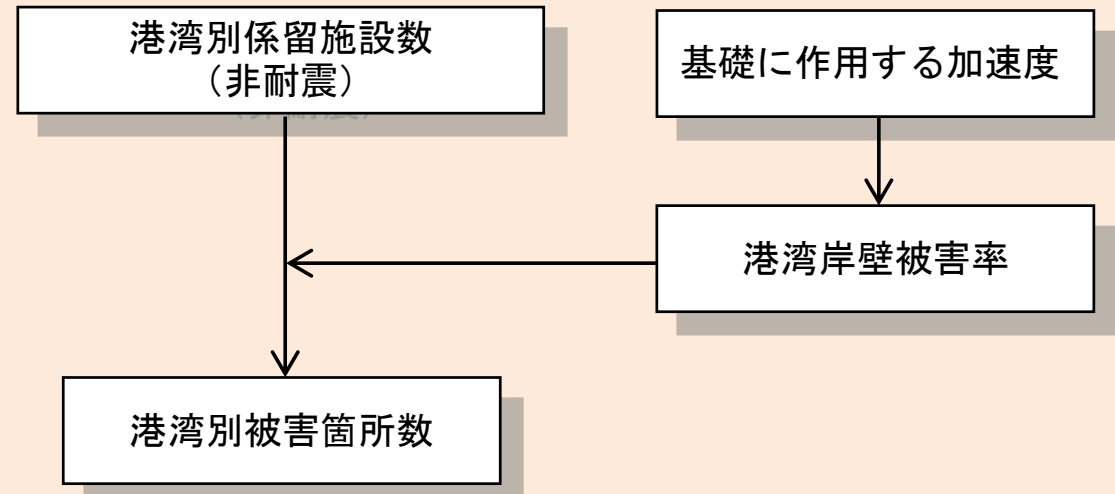 港湾別係留施設数
（非耐震）
基礎に作用する加速度
港湾岸壁被害率
港湾別被害箇所数